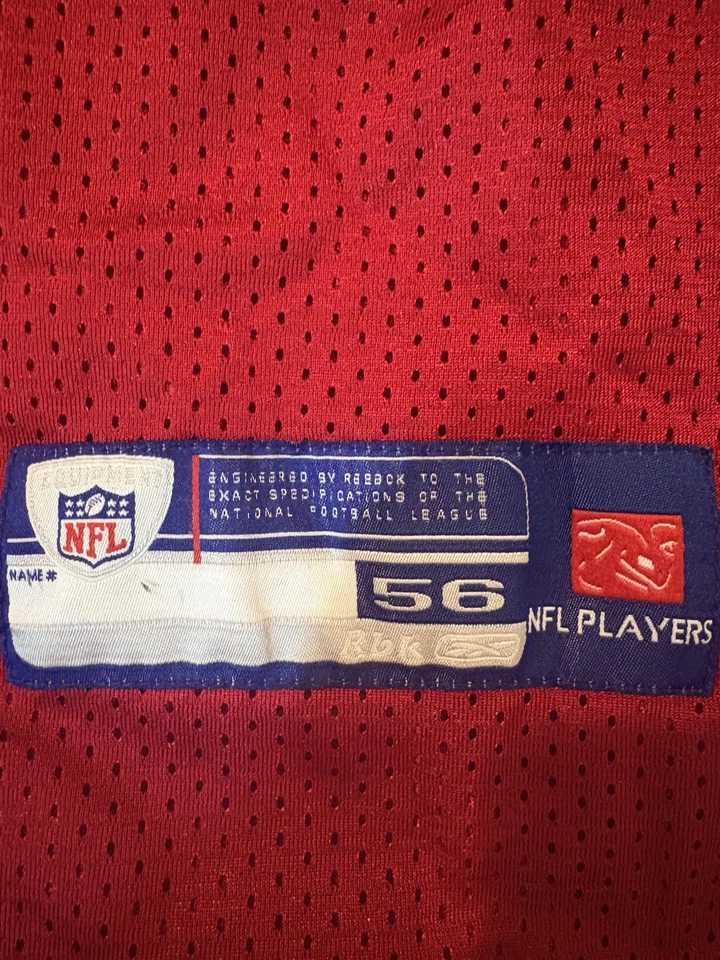 EQUIPMENT
NFL
ENGINEERED BY REEBOK TO THE
EXACT SPECIFICATIONS OF THE
NATIONAL FOOTBALL LEAGUE
NAME#
56
Rbk
NFL PLAYERS